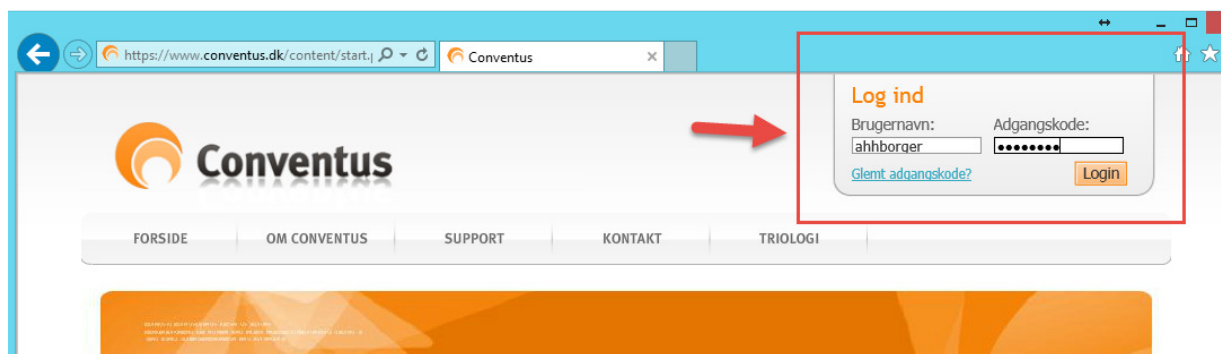 https://www.conventus.dk/content/start.
Conventus
Log ind
Brugernavn: Adgangskode:
ahhborger ••••••••
Glemt adgangskode? Login
Conventus
FORSIDE OM CONVENTUS SUPPORT KONTAKT TRIOLOGI